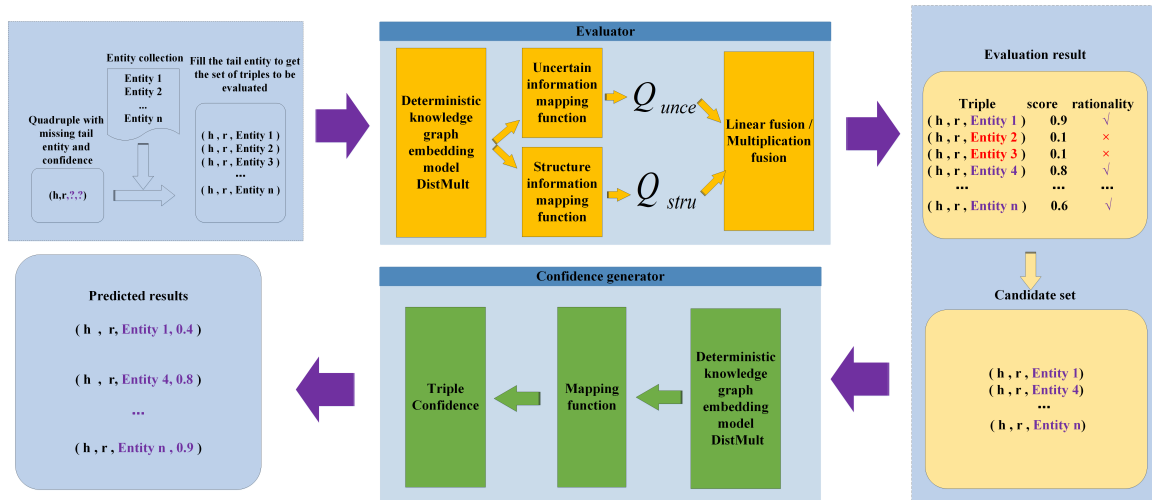 Entity collection
Entity 1
Entity 2
...
Entity n
Quadruple with
missing tail
entity and
confidence
(h,r,?,?)
Fill the tail entity to get
the set of triples to be
evaluated
( h , r , Entity 1 )
( h , r , Entity 2 )
( h , r , Entity 3 )
...
( h , r , Entity n )
Evaluator
Deterministic
knowledge
graph
embedding
model
DistMult
Uncertain
information
mapping
function
Structure
information
mapping
function
Q unce
Q stru
Linear fusion /
Multiplication
fusion
Evaluation result
Triple score rationality
( h , r , Entity 1 ) 0.9 √
( h , r , Entity 2 ) 0.1 ×
( h , r , Entity 3 ) 0.1 ×
( h , r , Entity 4 ) 0.8 √
... ... ...
( h , r , Entity n ) 0.6 √
Candidate set
( h , r , Entity 1)
( h , r , Entity 4)
...
( h , r , Entity n)
Confidence generator
Deterministic
knowledge
graph
embedding
model
DistMult
Mapping
function
Triple
Confidence
Predicted results
( h , r, Entity 1, 0.4 )
( h , r, Entity 4, 0.8 )
...
( h , r , Entity n , 0.9 )